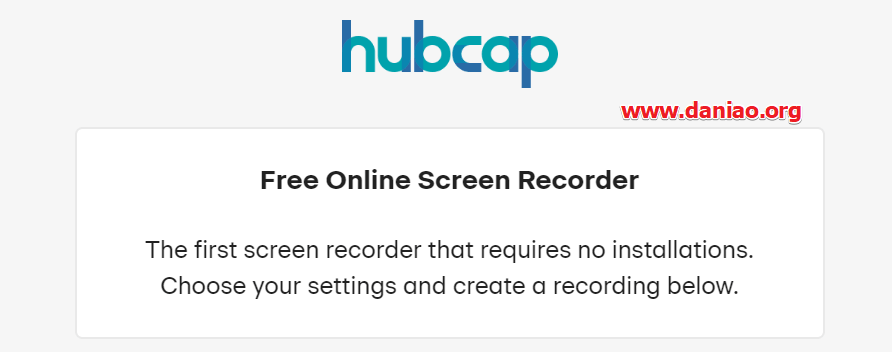 hubcap
www.daniao.org
Free Online Screen Recorder
The first screen recorder that requires no installations.
Choose your settings and create a recording below.